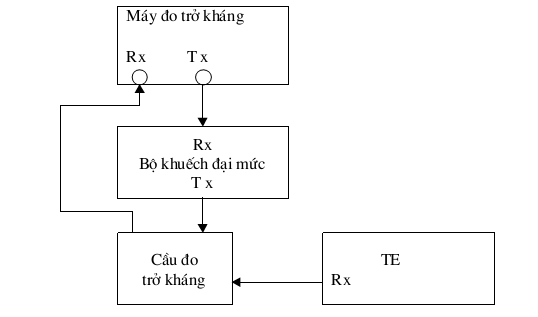 Máy đo trở kháng
Rx T x
Rx
Bộ khuếch đại mức
T x
Cầu đo
trở kháng
TE
Rx